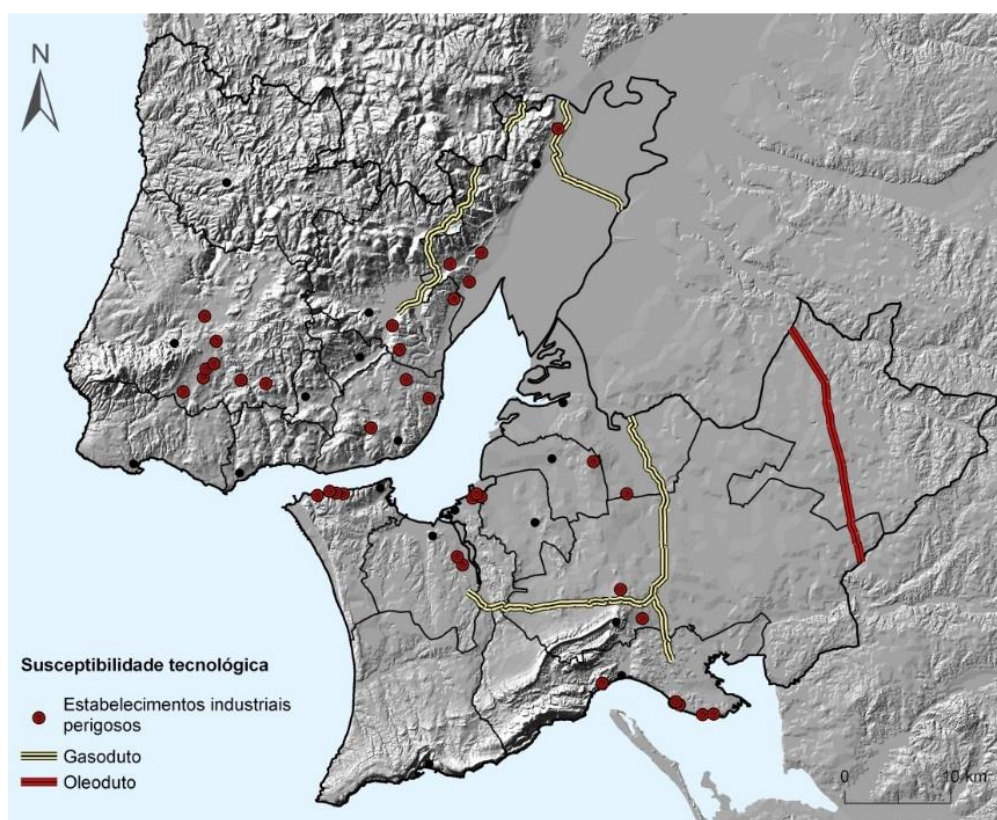 N
Susceptibilidade tecnológica
Estabelecimentos industriais
perigosos
Gasoduto
Oleoduto
0 10 km